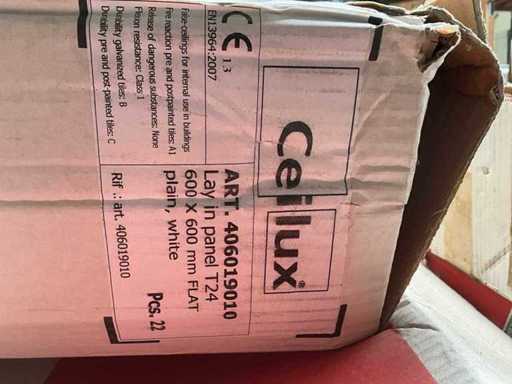 Ceilux®
ART. 406019010
Lay in panel T24
600 X 600 mm FLAT
plain, white
Pcs. 22
Rif .: art. 406019010
CE
13
EN13964:2007
False ceilings for internal use in buildings
Fire reaction pre and postpainted tiles: A1
Release of dangerous substances: None
Flexion resistance: Class 1
Durability galvanized tiles: B
Durability pre and post-painted tiles: C